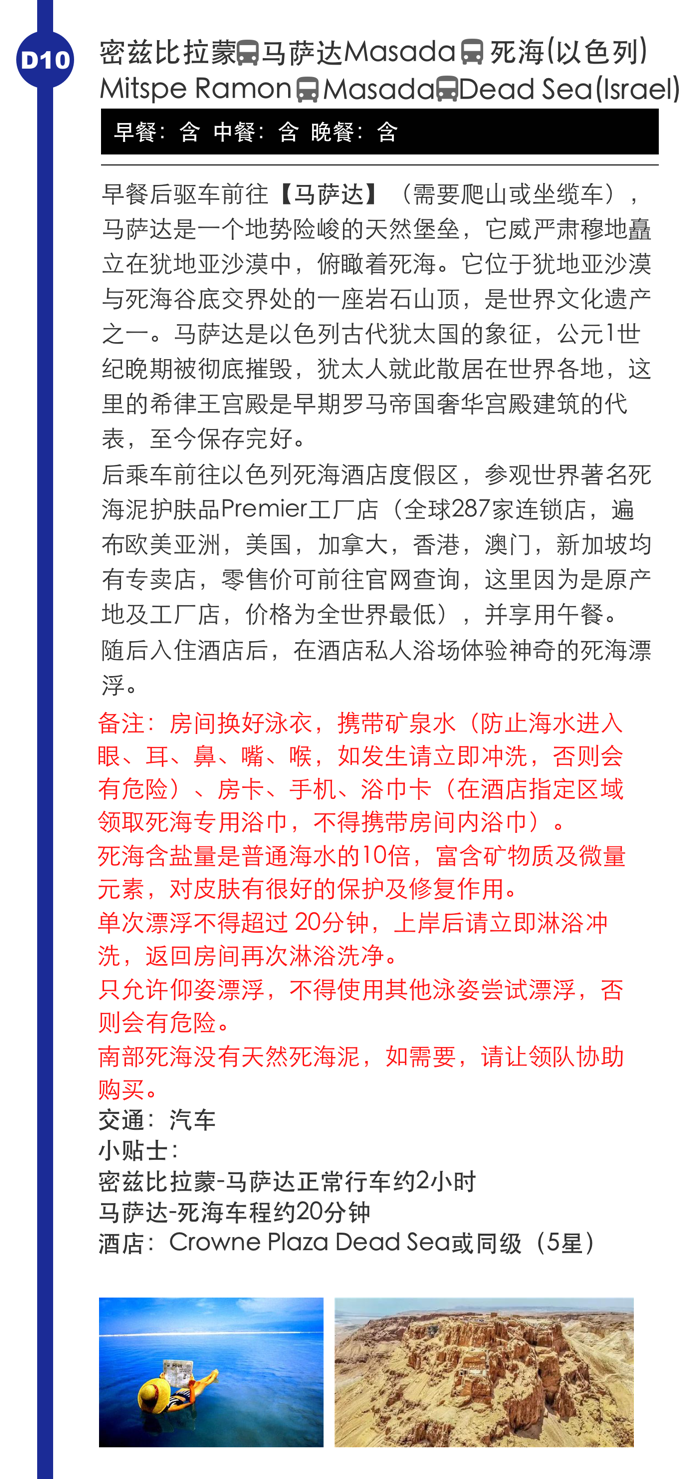 D10
密兹比拉蒙 马萨达Masada 死海(以色列)
Mitspe Ramon Masada Dead Sea(Israel)
早餐：含 中餐：含 晚餐：含
早餐后驱车前往【马萨达】（需要爬山或坐缆车），
马萨达是一个地势险峻的天然堡垒，它威严肃穆地矗
立在犹地亚沙漠中，俯瞰着死海。它位于犹地亚沙漠
与死海谷底交界处的一座岩石山顶，是世界文化遗产
之一。马萨达是以色列古代犹太国的象征，公元1世
纪晚期被彻底摧毁，犹太人就此散居在世界各地，这
里的希律王宫殿是早期罗马帝国奢华宫殿建筑的代
表，至今保存完好。
后乘车前往以色列死海酒店度假区，参观世界著名死
海泥护肤品Premier工厂店（全球287家连锁店，遍
布欧美亚洲，美国，加拿大，香港，澳门，新加坡均
有专卖店，零售价可前往官网查询，这里因为是原产
地及工厂店，价格为全世界最低），并享用午餐。
随后入住酒店后，在酒店私人浴场体验神奇的死海漂
浮。
备注：房间换好泳衣，携带矿泉水（防止海水进入
眼、耳、鼻、嘴、喉，如发生请立即冲洗，否则会
有危险）、房卡、手机、浴巾卡（在酒店指定区域
领取死海专用浴巾，不得携带房间内浴巾）。
死海含盐量是普通海水的10倍，富含矿物质及微量
元素，对皮肤有很好的保护及修复作用。
单次漂浮不得超过 20分钟，上岸后请立即淋浴冲
洗，返回房间再次淋浴洗净。
只允许仰姿漂浮，不得使用其他泳姿尝试漂浮，否
则会有危险。
南部死海没有天然死海泥，如需要，请让领队协助
购买。
交通：汽车
小贴士：
密兹比拉蒙-马萨达正常行车约2小时
马萨达-死海车程约20分钟
酒店：Crowne Plaza Dead Sea或同级（5星）